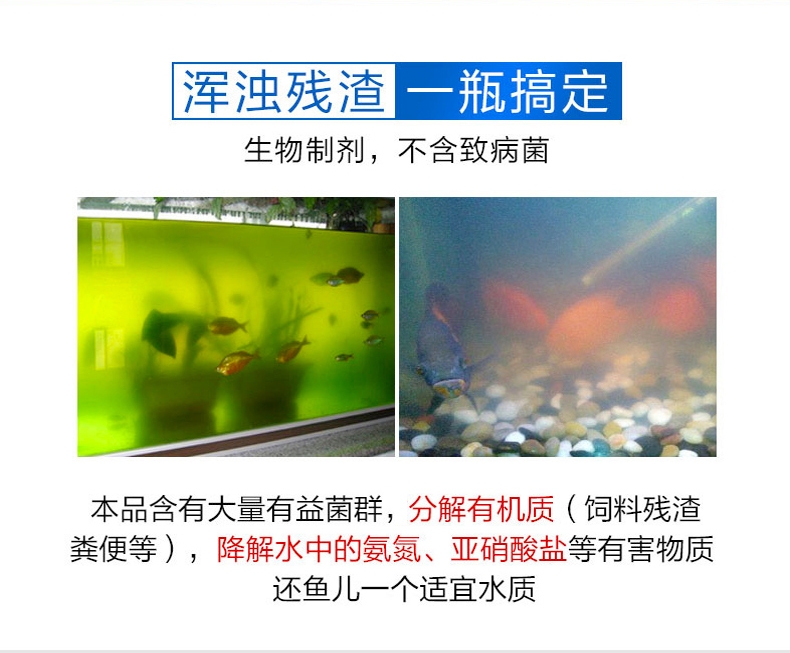 浑浊残渣 一瓶搞定
生物制剂，不含致病菌
本品含有大量有益菌群，分解有机质（饲料残渣
粪便等），降解水中的氨氮、亚硝酸盐等有害物质
还鱼儿一个适宜水质